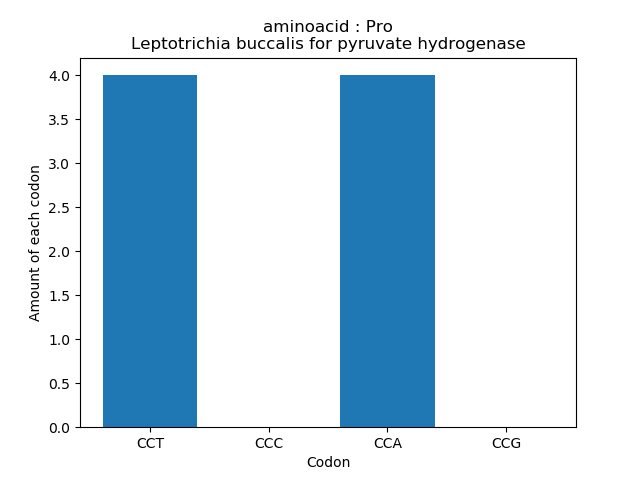 aminoacid : Pro
Leptotrichia buccalis for pyruvate hydrogenase
Amount of each codon
4.0
3.5
3.0
2.5
2.0
1.5
1.0
0.5
0.0
CCT CCC CCA CCG
Codon